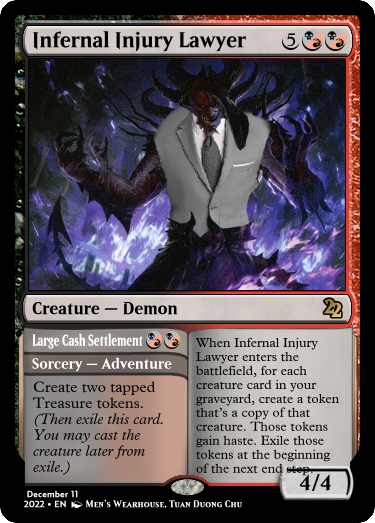 Infernal Injury Lawyer 5
Creature — Demon
22
Large Cash Settlement
Sorcery — Adventure
Create two tapped
Treasure tokens.
(Then exile this card.
You may cast the
creature later from
exile.)
When Infernal Injury
Lawyer enters the
battlefield, for each
creature card in your
graveyard, create a token
that's a copy of that
creature. Those tokens
gain haste. Exile those
tokens at the beginning
of the next end step.
4/4
December 11
2022 • EN Men's Wearhouse, Tuan Duong Chu